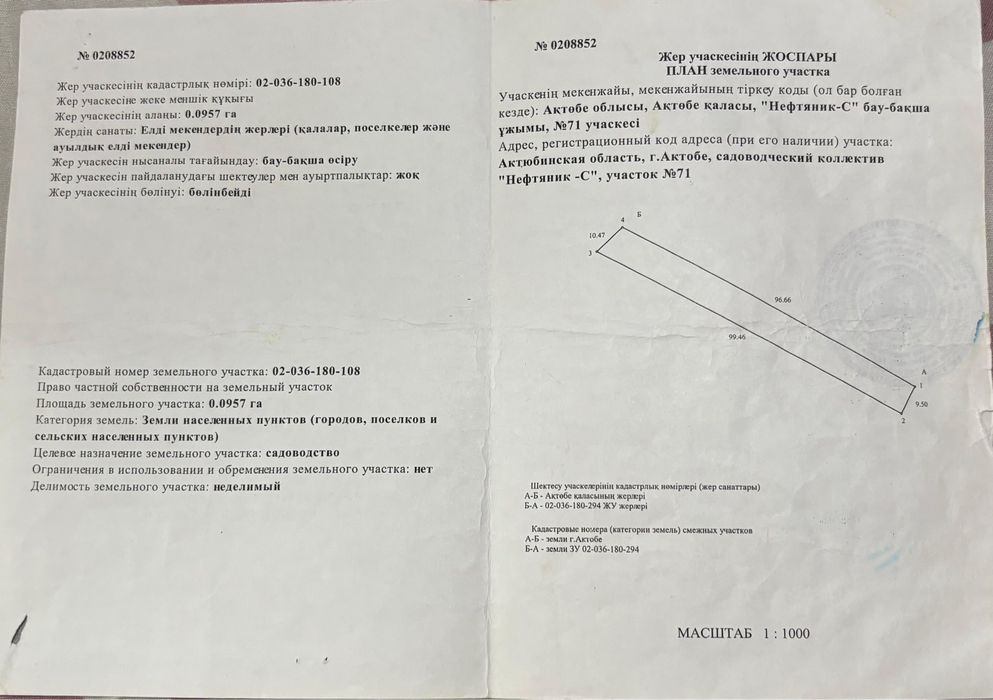 № 0208852
Жер учаскесінің кадастрлық нөмірі: 02-036-180-108
Жер учаскесіне жеке меншік құқығы
Жер учаскесінің алаңы: 0.0957 га
Жердің санаты: Елді мекендердің жерлері (қалалар, поселкелер және
ауылдық елді мекендер)
Жер учаскесін нысаналы тағайындау: бау-бақша өсіру
Жер учаскесін пайдаланудағы шектеулер мен ауыртпалықтар: жоқ
Жер учаскесінің бөлінуі: бөлінбейді
Кадастровый номер земельного участка: 02-036-180-108
Право частной собственности на земельный участок
Площадь земельного участка: 0.0957 га
Категория земель: Земли населенных пунктов (городов, поселков и
сельских населенных пунктов)
Целевое назначение земельного участка: садоводство
Ограничения в использовании и обременения земельного участка: нет
Делимость земельного участка: неделимый
№ 0208852
Жер учаскесінің ЖОСПАРЫ
ПЛАН земельного участка
Учаскенің мекенжайы, мекенжайының тіркеу коды (ол бар болған
кезде): Ақтөбе облысы, Ақтөбе қаласы, "Нефтяник-С" бау-бақша
ұжымы, №71 учаскесі
Адрес, регистрационный код адреса (при его наличии) участка:
Актюбинская область, г.Актобе, садоводческий коллектив
"Нефтяник -С", участок №71
4 Б
10.47
3
96.66
99.46
А
1
9.50
2
Шектесу учаскелерінің кадастрлық нөмірлері (жер санаттары)
А-Б - Ақтөбе қаласының жерлері
Б-А - 02-036-180-294 ЖУ жерлері
Кадастровые номера (категории земель) смежных участков
А-Б - земли г.Актобе
Б-А - земли ЗУ 02-036-180-294
МАСШТАБ 1 : 1000